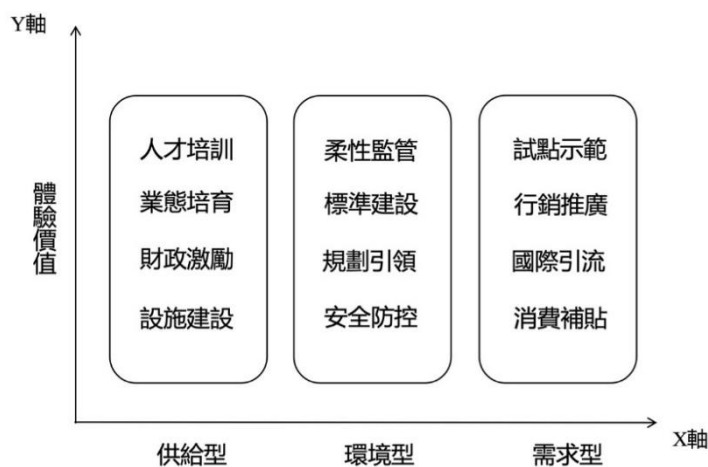 Y軸
體驗價值
人才培訓
業態培育
財政激勵
設施建設
柔性監管
標準建設
規劃引領
安全防控
試點示範
行銷推廣
國際引流
消費補貼
X軸
供給型
環境型
需求型